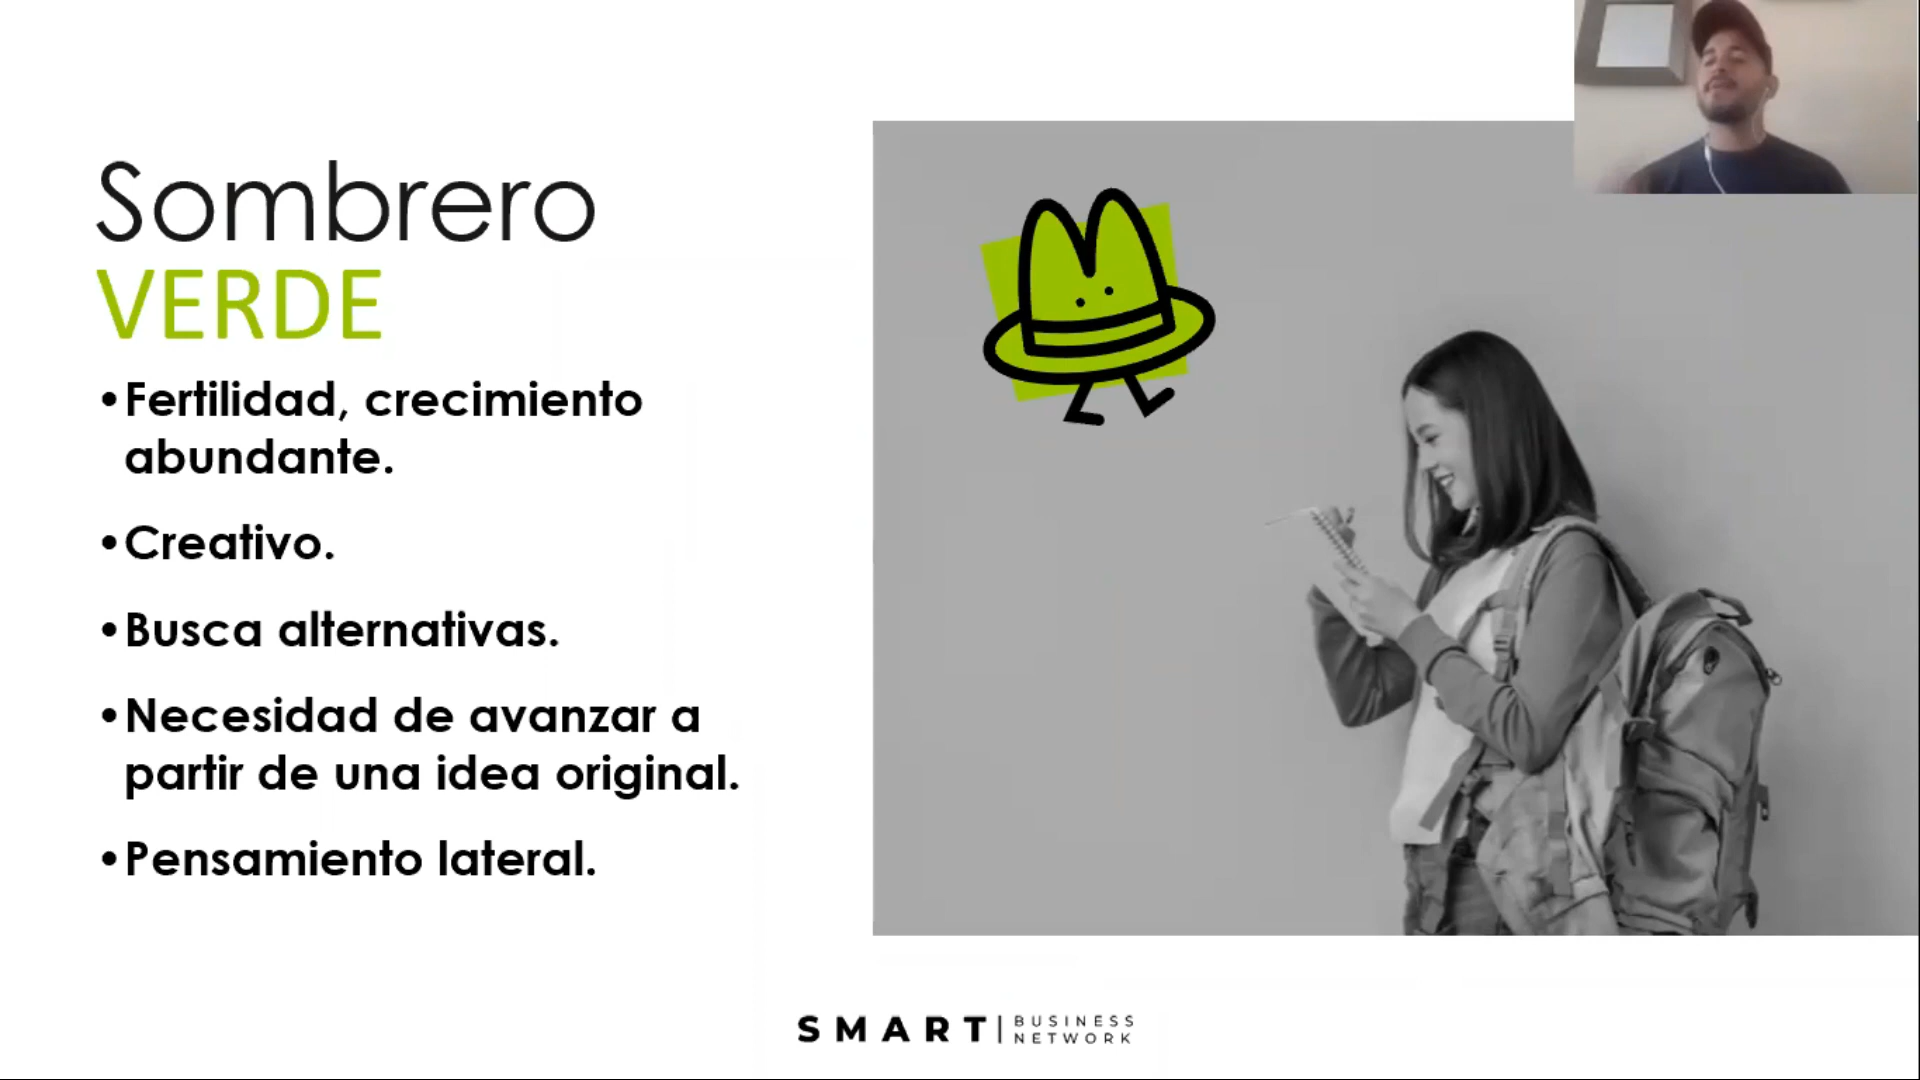 Sombrero
VERDE
•Fertilidad, crecimiento
abundante.
•Creativo.
•Busca alternativas.
•Necesidad de avanzar a
partir de una idea original.
•Pensamiento lateral.
SMART | BUSINESS
NETWORK